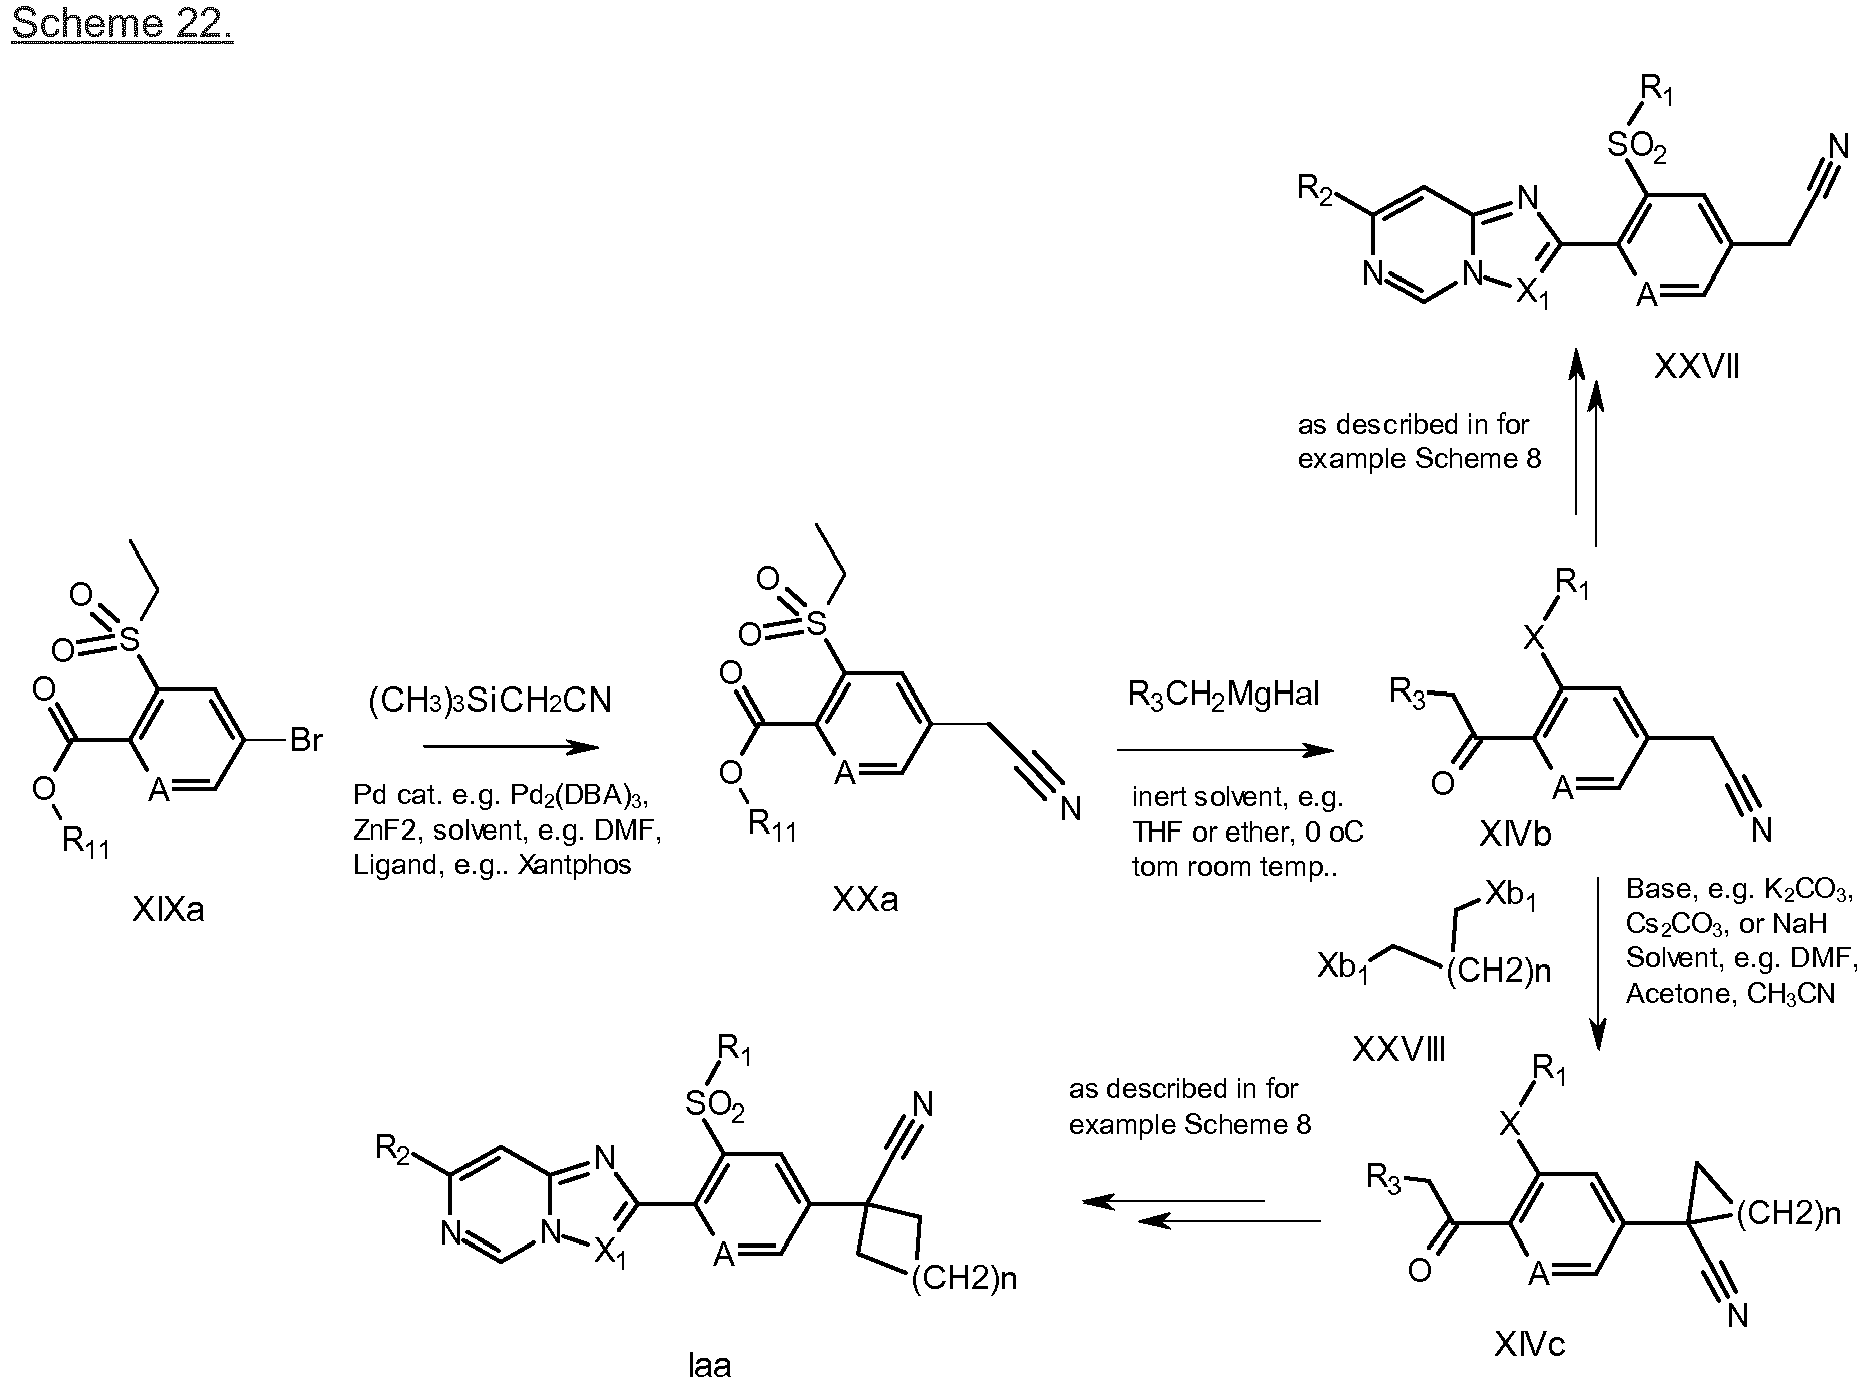 Scheme 22.
R1
SO2
N
R2
N
N
N
X1
A
XXVII
as described in for
example Scheme 8
O
O
S
O
O
R11
A
Br
XIXa
(CH3)3SiCH2CN
Pd cat. e.g. Pd2(DBA)3,
ZnF2, solvent, e.g. DMF,
Ligand, e.g.. Xantphos
O
O
S
O
O
R11
A
N
XXa
R3CH2MgHal
inert solvent, e.g.
THF or ether, 0 oC
tom room temp..
R1
X
R3
O
A
N
XIVb
Xb1
Xb1
(CH2)n
XXVIII
Base, e.g. K2CO3,
Cs2CO3, or NaH
Solvent, e.g. DMF,
Acetone, CH3CN
R1
X
R3
O
A
(CH2)n
N
XIVc
as described in for
example Scheme 8
R1
SO2
N
R2
N
N
N
X1
A
(CH2)n
Iaa